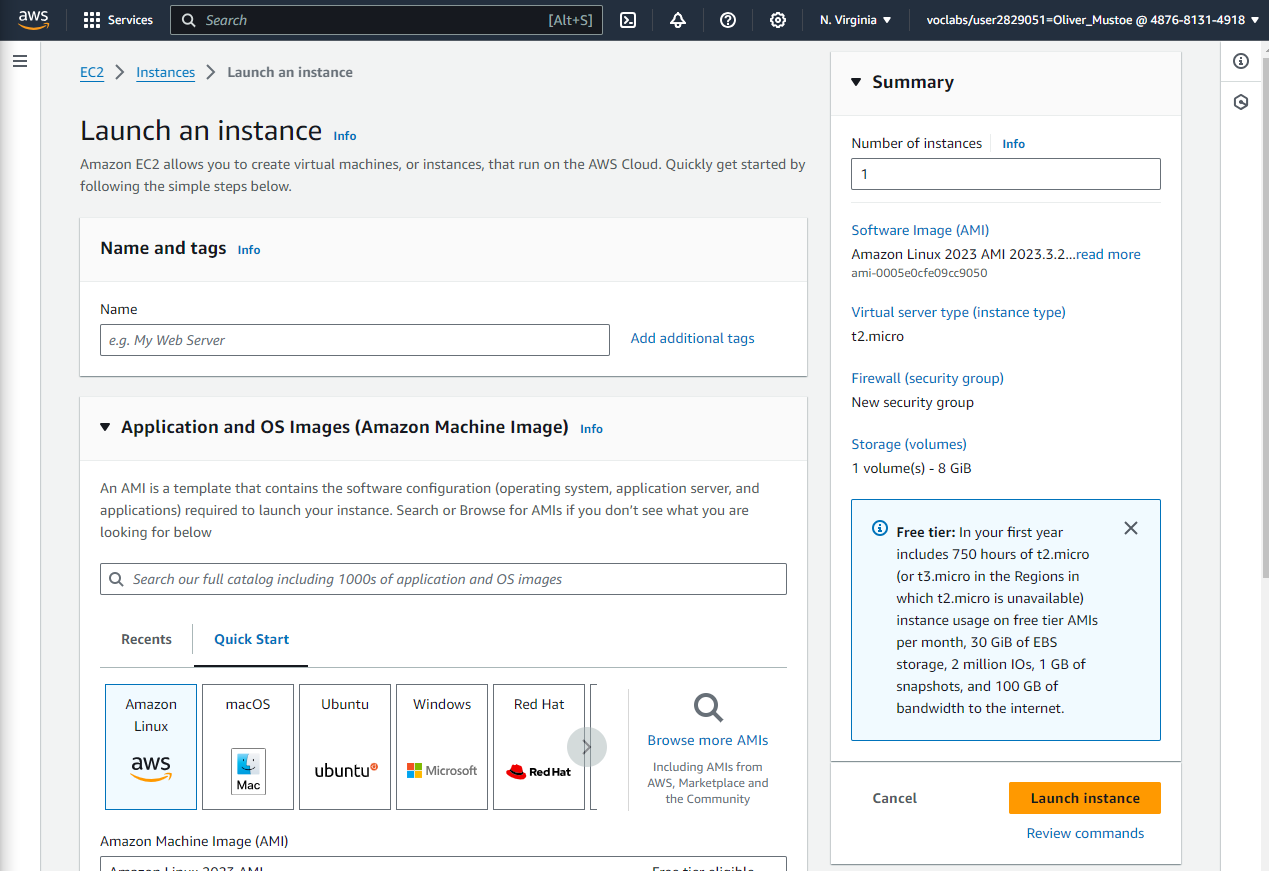 aws
Services
Search [Alt+S]
N. Virginia
voclabs/user2829051=Oliver_Mustoe @ 4876-8131-4918
EC2 Instances Launch an instance
Launch an instance Info
Amazon EC2 allows you to create virtual machines, or instances, that run on the AWS Cloud. Quickly get started by
following the simple steps below.
Name and tags Info
Name
e.g. My Web Server
Add additional tags
Application and OS Images (Amazon Machine Image) Info
An AMI is a template that contains the software configuration (operating system, application server, and
applications) required to launch your instance. Search or Browse for AMIs if you don't see what you are
looking for below
Search our full catalog including 1000s of application and OS images
Recents
Quick Start
Amazon
Linux
aws
macOS
Mac
Ubuntu
ubuntu
Windows
Microsoft
Red Hat
Red Hat
Browse more AMIs
Including AMIs from
AWS, Marketplace and
the Community
Amazon Machine Image (AMI)
Amazon Linux 2023 AMI
Free tier eligible
Summary
Number of instances Info
1
Software Image (AMI)
Amazon Linux 2023 AMI 2023.3.2...read more
ami-0005e0cfe09cc9050
Virtual server type (instance type)
t2.micro
Firewall (security group)
New security group
Storage (volumes)
1 volume(s) - 8 GiB
Free tier: In your first year
includes 750 hours of t2.micro
(or t3.micro in the Regions in
which t2.micro is unavailable)
instance usage on free tier AMIs
per month, 30 GiB of EBS
storage, 2 million IOs, 1 GB of
snapshots, and 100 GB of
bandwidth to the internet.
Cancel
Launch instance
Review commands